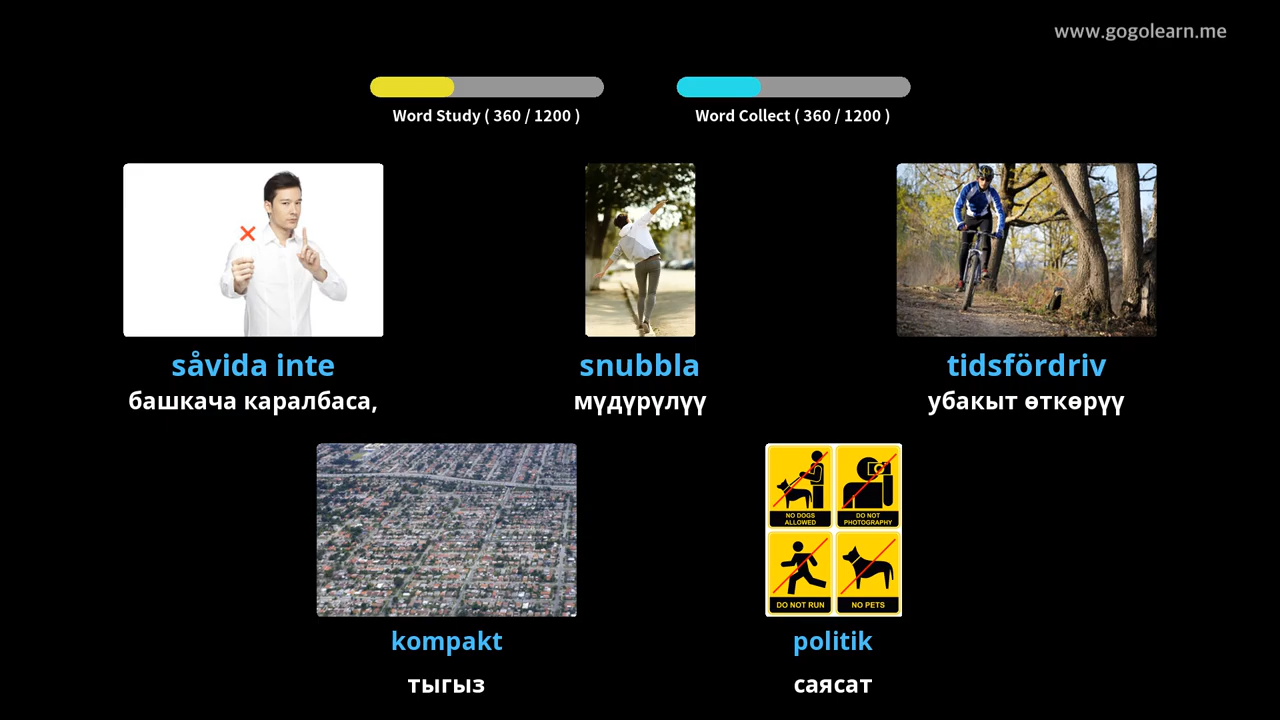 www.gogolearn.me
Word Study ( 360 / 1200 )
Word Collect ( 360 / 1200 )
såvida inte
башкача каралбаса,
snubbla
мүдүрүлүү
tidsfördriv
убакыт өткөрүү
NO DOGS
ALLOWED
DO NOT
PHOTOGRAPHY
DO NOT RUN
NO PETS
kompakt
тыгыз
politik
саясат